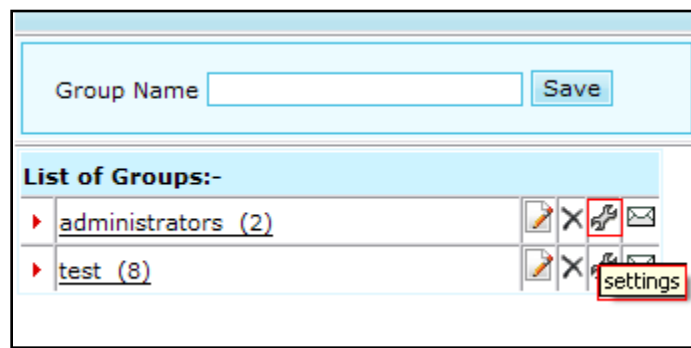 Group Name Save
List of Groups:-
administrators (2)
test (8)
settings